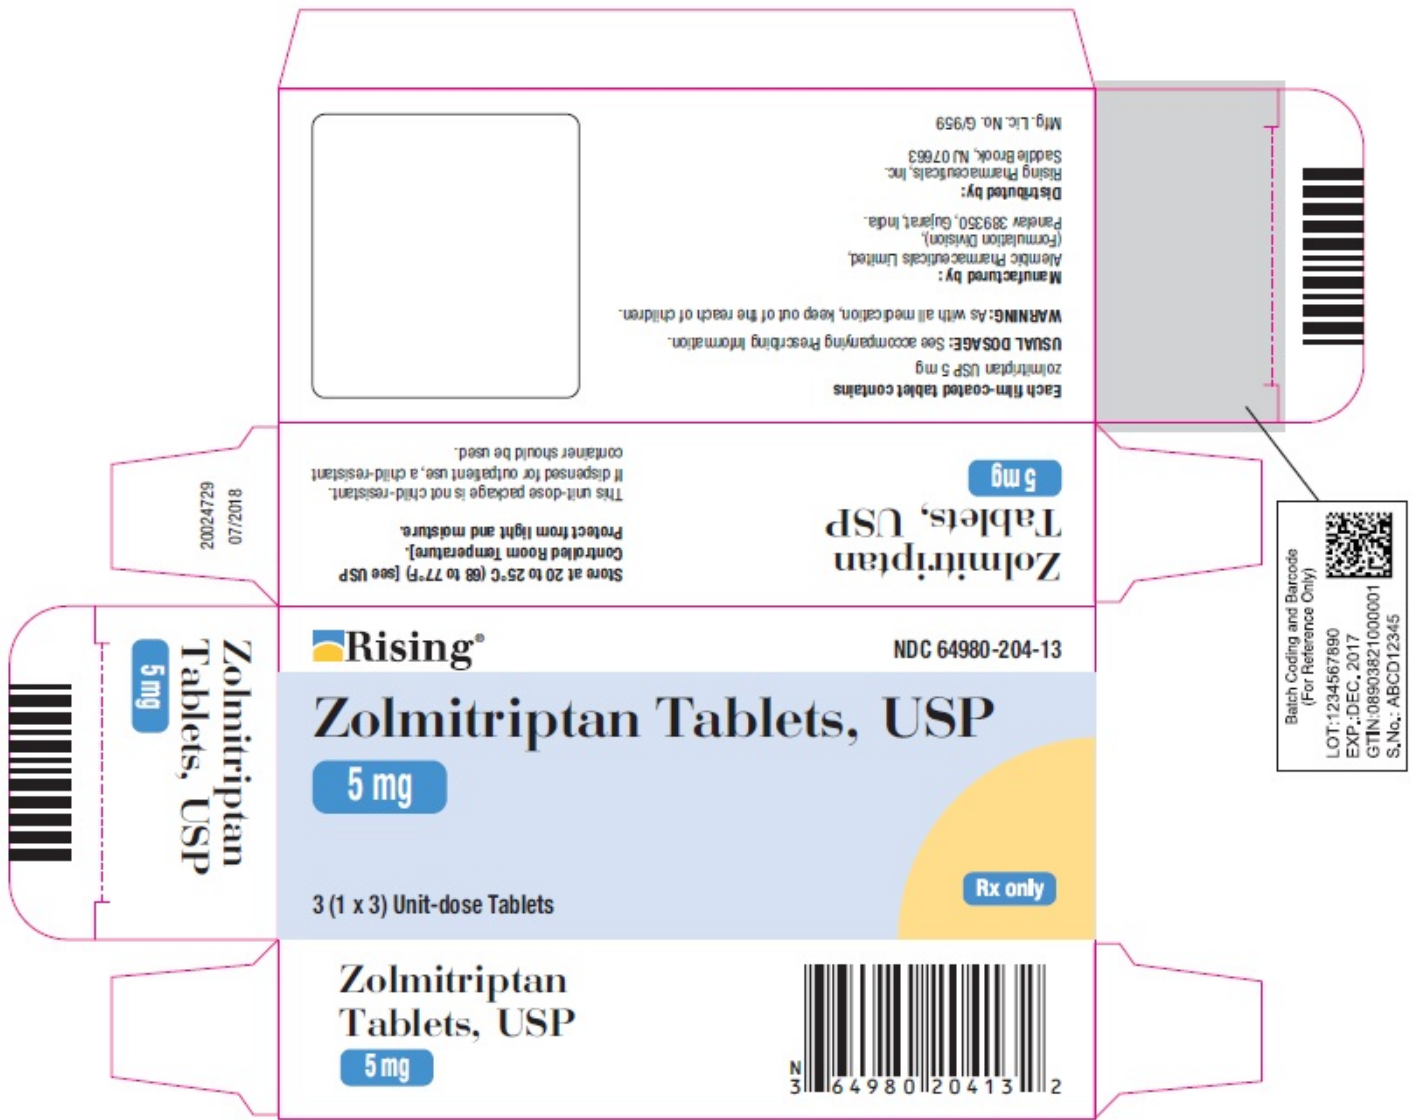 Mfg. Lic. No. G/959
Each film-coated tablet contains
zolmitriptan USP 5 mg
USUAL DOSAGE: See accompanying Prescribing Information.
WARNING: As with all medication, keep out of the reach of children.
Manufactured by :
Alembic Pharmaceuticals Limited,
(Formulation Division),
Panelav 389350, Gujarat, India.
Distributed by:
Rising Pharmaceuticals, Inc.
Saddle Brook, NJ 07663
Zolmitriptan
Tablets, USP
5 mg
Store at 20 to 25°C (68 to 77°F) [see USP
Controlled Room Temperature].
Protect from light and moisture.
This unit-dose package is not child-resistant.
If dispensed for outpatient use, a child-resistant
container should be used.
20024729
07/2018
Batch Coding and Barcode
(For Reference Only)
LOT:1234567890
EXP.:DEC. 2017
GTIN:08903821000001
S.No.: ABCD12345
Zolmitriptan
Tablets, USP
5 mg
Rising®
NDC 64980-204-13
Zolmitriptan Tablets, USP
5 mg
3 (1 x 3) Unit-dose Tablets
Rx only
Zolmitriptan
Tablets, USP
5 mg
N
3 64980 20413 2